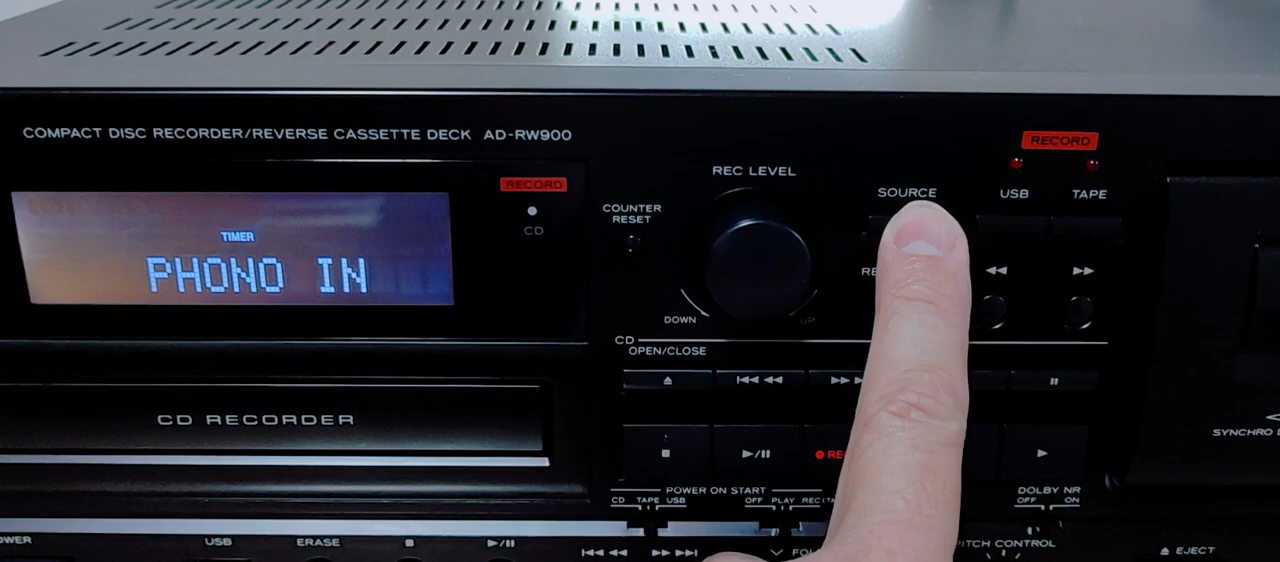 COMPACT DISC RECORDER/REVERSE CASSETTE DECK AD-RW900
RECORD
REC LEVEL
RECORD
SOURCE
USB
TAPE
COUNTER
RESET
CD
TIMER
PHONO IN
DOWN
UP
CD
OPEN/CLOSE
CD RECORDER
SYNCHRO
POWER ON START
CD TAPE USB
OFF PLAY REC
DOLBY NR
OFF ON
USB
ERASE
PITCH CONTROL
EJECT